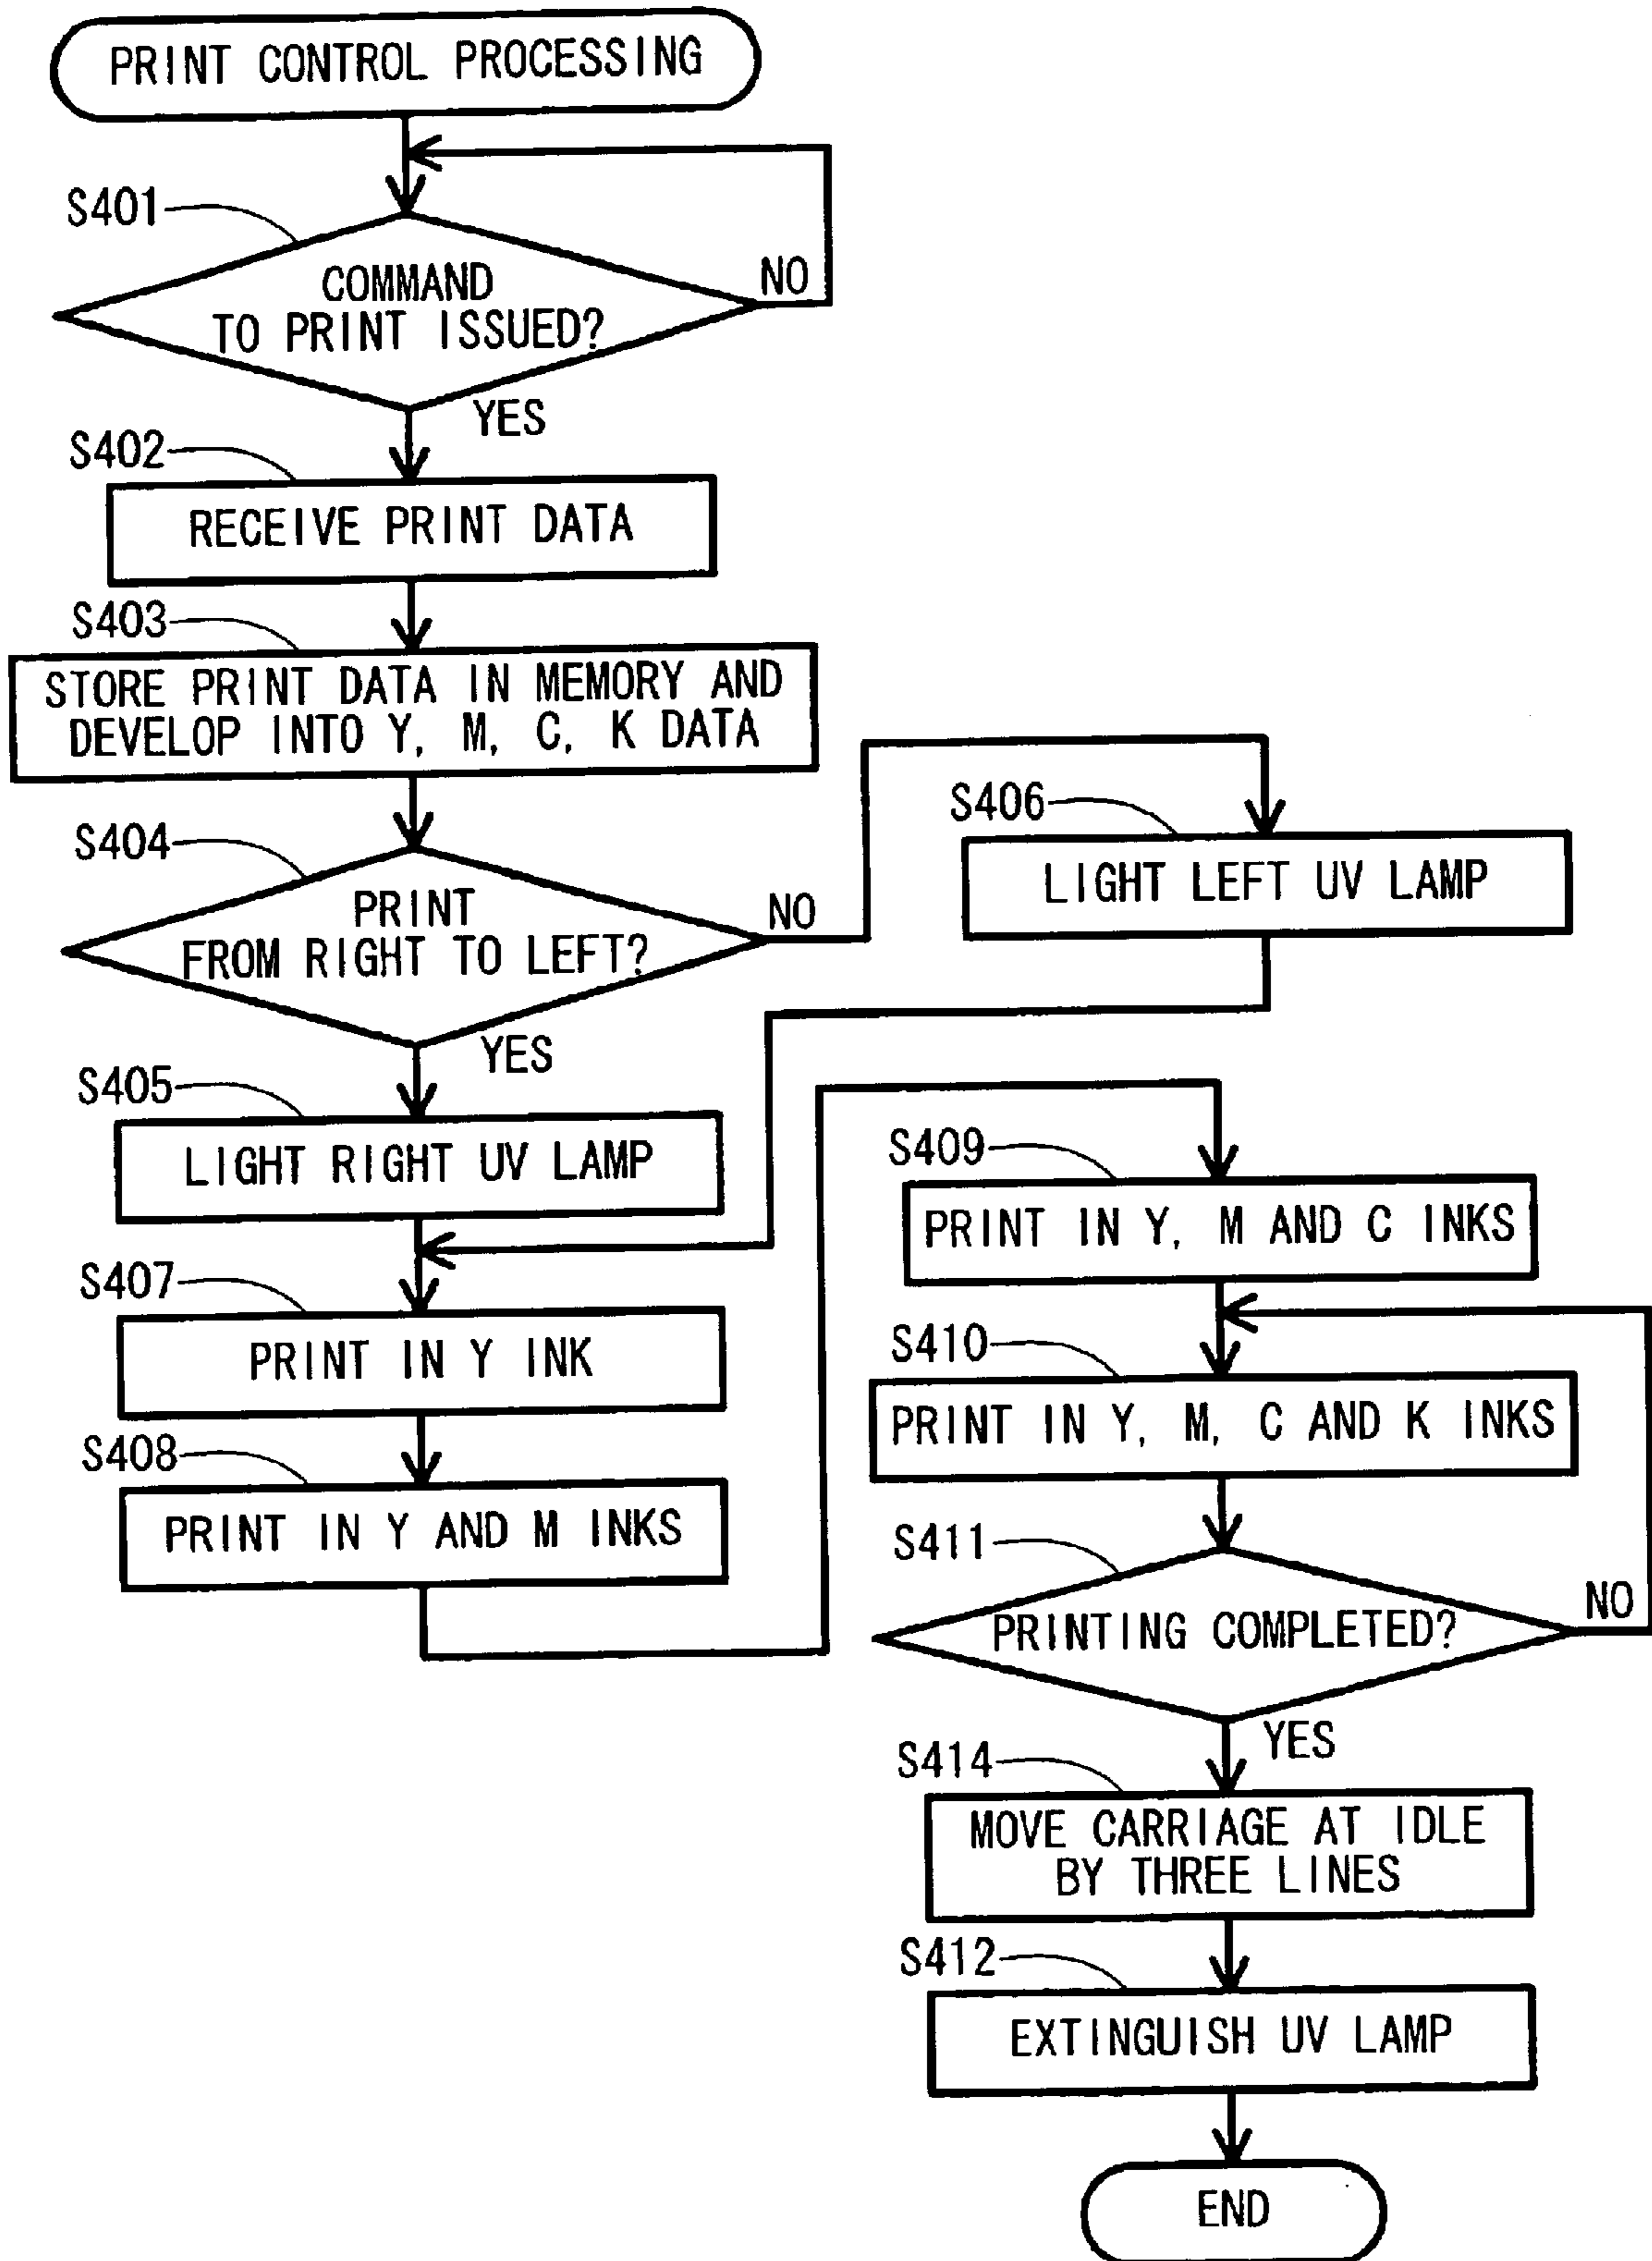 PRINT CONTROL PROCESSING
S401
COMMAND
TO PRINT ISSUED?
NO
YES
S402
RECEIVE PRINT DATA
S403
STORE PRINT DATA IN MEMORY AND
DEVELOP INTO Y, M, C, K DATA
S404
PRINT
FROM RIGHT TO LEFT?
NO
YES
S406
LIGHT LEFT UV LAMP
S405
LIGHT RIGHT UV LAMP
S407
PRINT IN Y INK
S408
PRINT IN Y AND M INKS
S409
PRINT IN Y, M AND C INKS
S410
PRINT IN Y, M, C AND K INKS
S411
PRINTING COMPLETED?
NO
YES
S414
MOVE CARRIAGE AT IDLE
BY THREE LINES
S412
EXTINGUISH UV LAMP
END